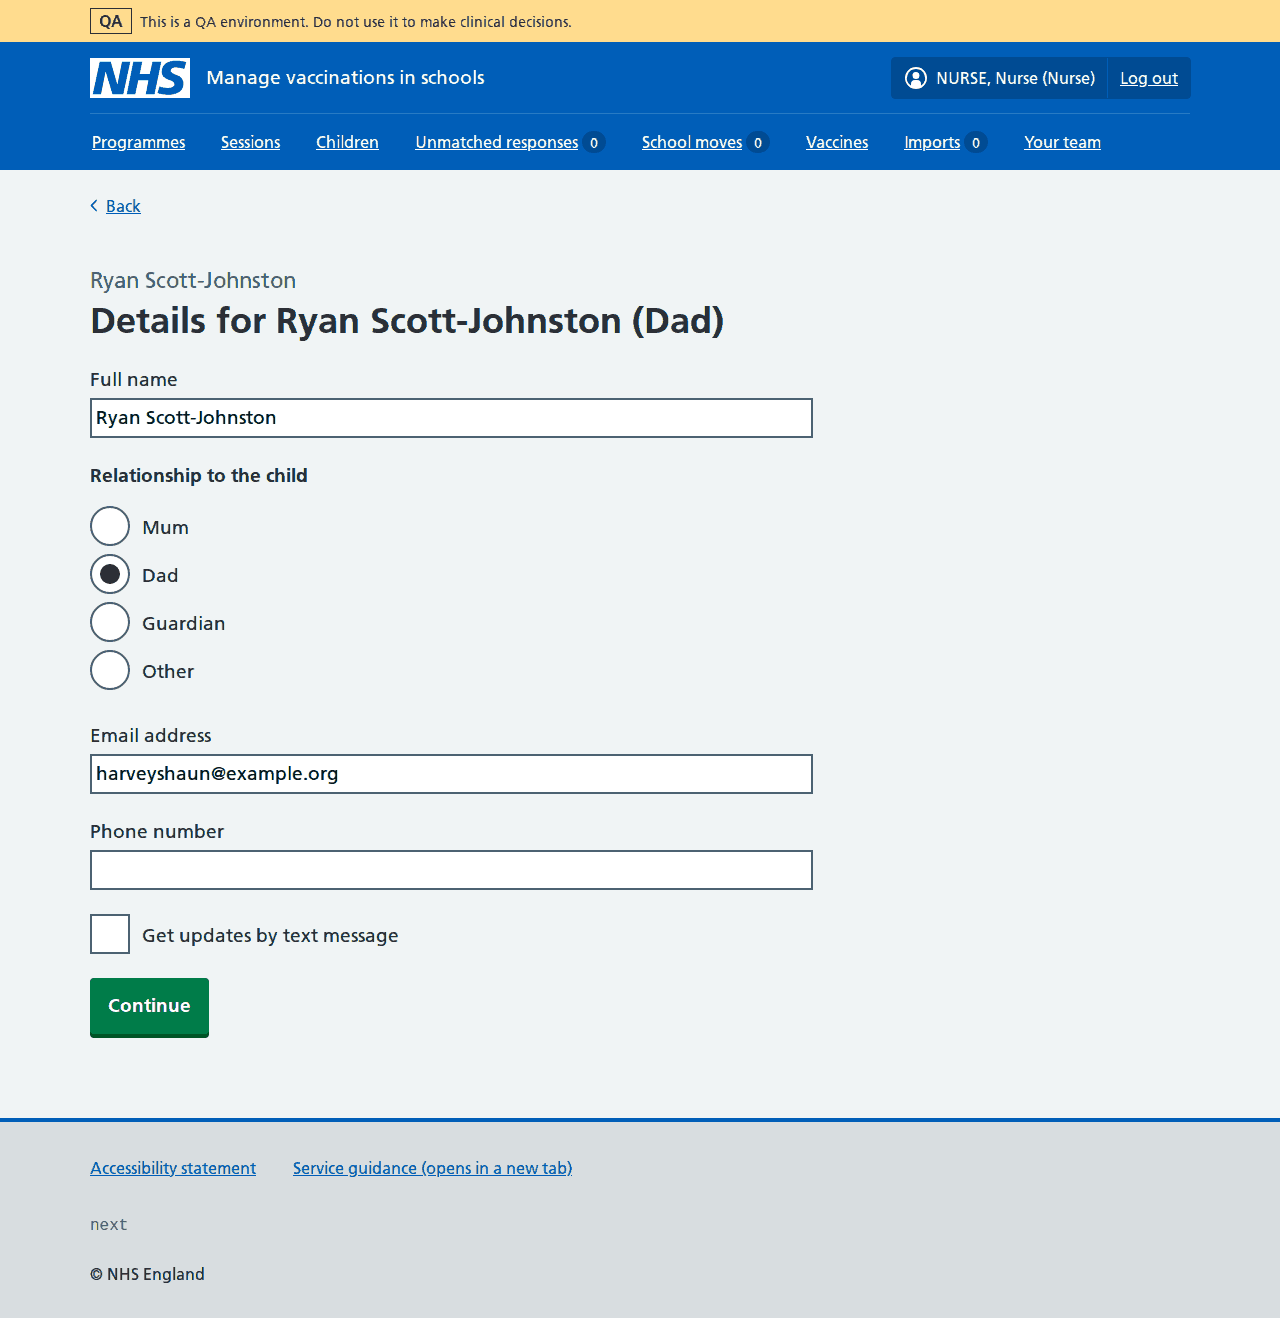 QA This is a QA environment. Do not use it to make clinical decisions.
NHS Manage vaccinations in schools NURSE, Nurse (Nurse) Log out
Programmes Sessions Children Unmatched responses 0 School moves 0 Vaccines Imports 0 Your team
Back
Ryan Scott-Johnston
Details for Ryan Scott-Johnston (Dad)
Full name
Ryan Scott-Johnston
Relationship to the child
Mum
Dad
Guardian
Other
Email address
harveyshaun@example.org
Phone number
Get updates by text message
Continue
Accessibility statement Service guidance (opens in a new tab)
next
© NHS England